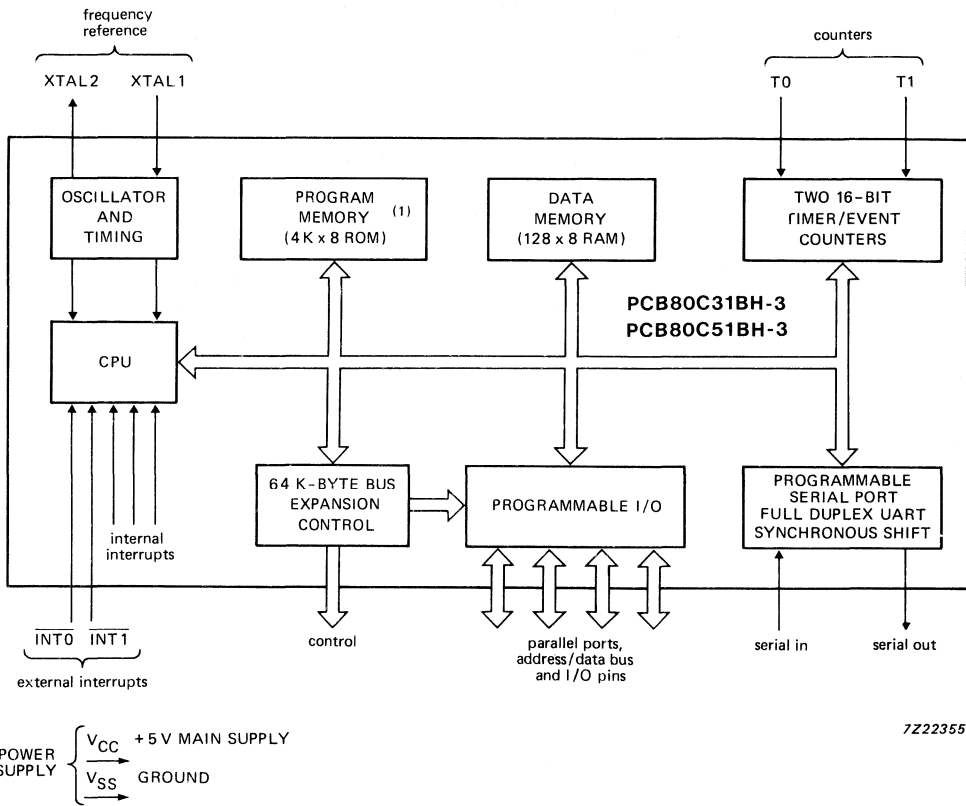 frequency
reference
counters
XTAL2 XTAL1
T0 T1
OSCILLATOR
AND
TIMING
PROGRAM
MEMORY (1)
(4K x 8 ROM)
DATA
MEMORY
(128 x 8 RAM)
TWO 16-BIT
TIMER/EVENT
COUNTERS
PCB80C31BH-3
PCB80C51BH-3
CPU
64 K-BYTE BUS
EXPANSION
CONTROL
PROGRAMMABLE I/O
PROGRAMMABLE
SERIAL PORT
FULL DUPLEX UART
SYNCHRONOUS SHIFT
internal
interrupts
INT0 INT1
external interrupts
control
parallel ports,
address/data bus
and I/O pins
serial in
serial out
7Z22355
POWER
SUPPLY
VCC +5 V MAIN SUPPLY
VSS GROUND